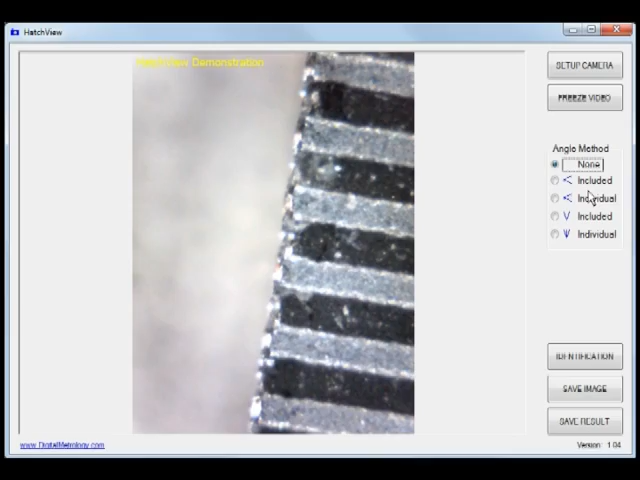 HatchView
HatchView Demonstration
SETUP CAMERA
FREEZE VIDEO
Angle Method
None
Included
Individual
Included
Individual
IDENTIFICATION
SAVE IMAGE
SAVE RESULT
www.DigitalMetrology.com
Version: 1.04